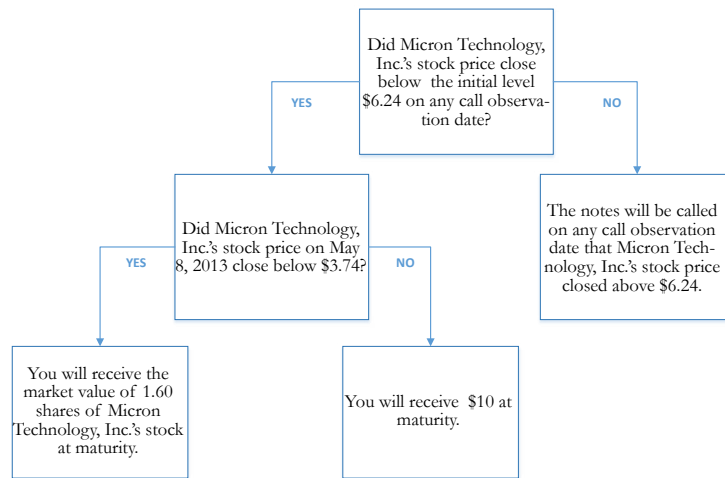 Did Micron Technology,
Inc.'s stock price close
below the initial level
$6.24 on any call observa-
tion date?
YES
NO
Did Micron Technology,
Inc.'s stock price on May
8, 2013 close below $3.74?
The notes will be called
on any call observation
date that Micron Tech-
nology, Inc.'s stock price
closed above $6.24.
YES
NO
You will receive the
market value of 1.60
shares of Micron
Technology, Inc.'s stock
at maturity.
You will receive $10 at
maturity.